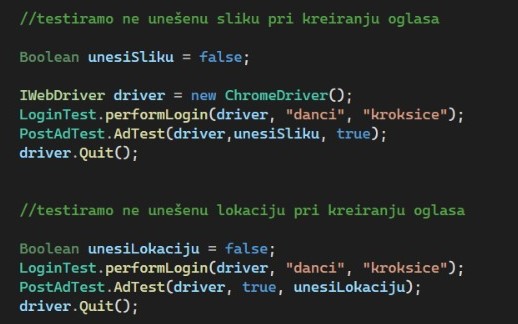 //testiramo ne unešenu sliku pri kreiranju oglasa
Boolean unesiSliku = false;
IWebDriver driver = new ChromeDriver();
LoginTest.performLogin(driver, "danci", "kroksice");
PostAdTest.AdTest(driver,unesiSliku, true);
driver.Quit();
//testiramo ne unešenu lokaciju pri kreiranju oglasa
Boolean unesiLokaciju = false;
LoginTest.performLogin(driver, "danci", "kroksice");
PostAdTest.AdTest(driver, true, unesiLokaciju);
driver.Quit();